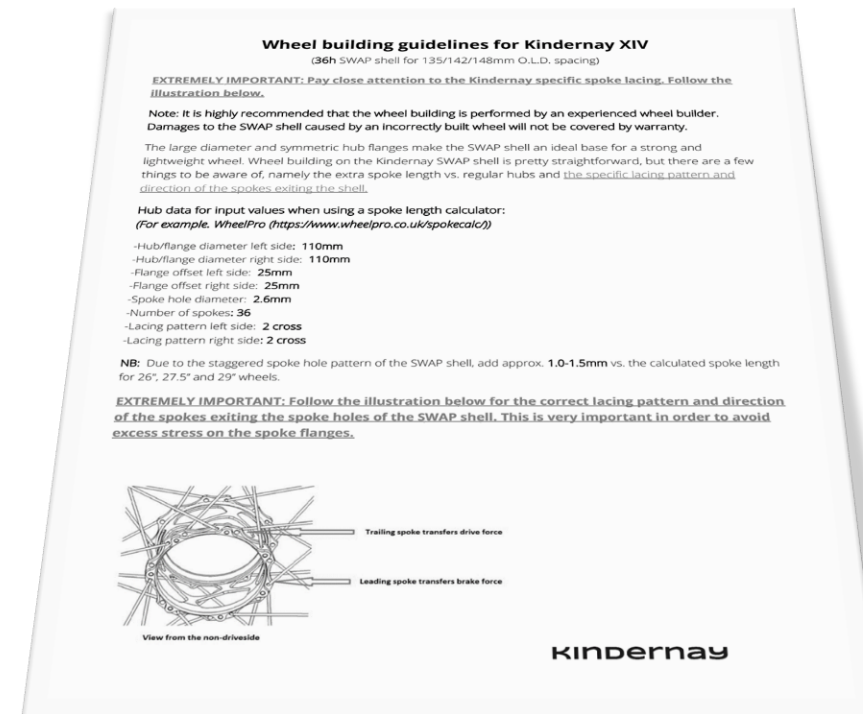 Wheel building guidelines for Kindernay XIV
(36h SWAP shell for 135/142/148mm O.L.D. spacing)
EXTREMELY IMPORTANT: Pay close attention to the Kindernay specific spoke lacing. Follow the
illustration below.
Note: It is highly recommended that the wheel building is performed by an experienced wheel builder.
Damages to the SWAP shell caused by an incorrectly built wheel will not be covered by warranty.
The large diameter and symmetric hub flanges make the SWAP shell an ideal base for a strong and
lightweight wheel. Wheel building on the Kindernay SWAP shell is pretty straightforward, but there are a few
things to be aware of, namely the extra spoke length vs. regular hubs and the specific lacing pattern and
direction of the spokes exiting the shell.
Hub data for input values when using a spoke length calculator:
(For example. WheelPro (https://www.wheelpro.co.uk/spokecalc/))
-Hub/flange diameter left side: 110mm
-Hub/flange diameter right side: 110mm
-Flange offset left side: 25mm
-Flange offset right side: 25mm
-Spoke hole diameter: 2.6mm
-Number of spokes: 36
-Lacing pattern left side: 2 cross
-Lacing pattern right side: 2 cross
NB: Due to the staggered spoke hole pattern of the SWAP shell, add approx. 1.0-1.5mm vs. the calculated spoke length
for 26", 27.5" and 29" wheels.
EXTREMELY IMPORTANT: Follow the illustration below for the correct lacing pattern and direction
of the spokes exiting the spoke holes of the SWAP shell. This is very important in order to avoid
excess stress on the spoke flanges.
Trailing spoke transfers drive force
Leading spoke transfers brake force
View from the non-driveside
KINDERNAY